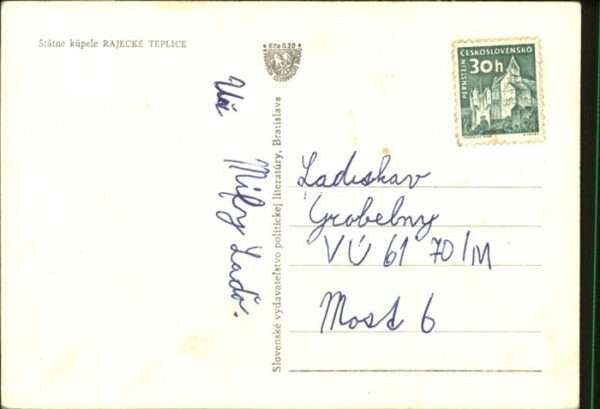 Štátne kúpele RAJECKÉ TEPLICE
Kčs 0.20
ČESKOSLOVENSKO
30h
PERNŠTEJN
Milý Laďo.
Slovenské vydavateľstvo politickej literatúry, Bratislava
Ladislav
Grobelny
VÚ 61 70/M
Most 6